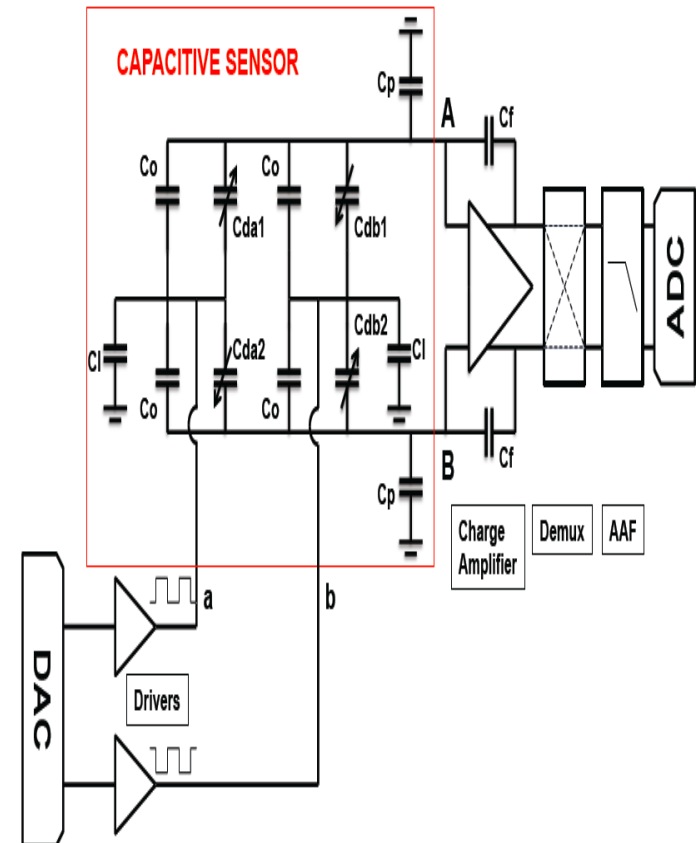 CAPACITIVE SENSOR
Cp
A
Cf
Co
Co
Cda1
Cdb1
Cda2
Cdb2
Cl
Cl
Co
Co
B
Cf
Cp
ADC
Charge
Amplifier
Demux
AAF
a
b
Drivers
DAC